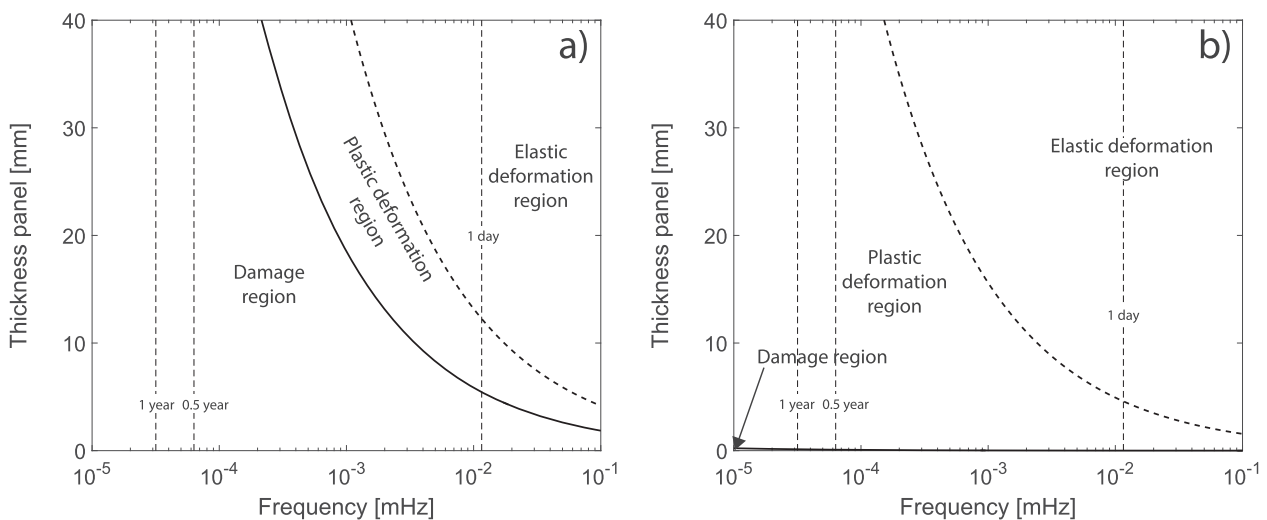 a)
40
30
20
10
0
Thickness panel [mm]
Plastic deformation
region
Elastic
deformation
region
1 day
Damage
region
1 year 0.5 year
10-5 10-4 10-3 10-2 10-1
Frequency [mHz]
b)
40
30
20
10
0
Thickness panel [mm]
Elastic deformation
region
Plastic
deformation
region
1 day
Damage region
1 year 0.5 year
10-5 10-4 10-3 10-2 10-1
Frequency [mHz]